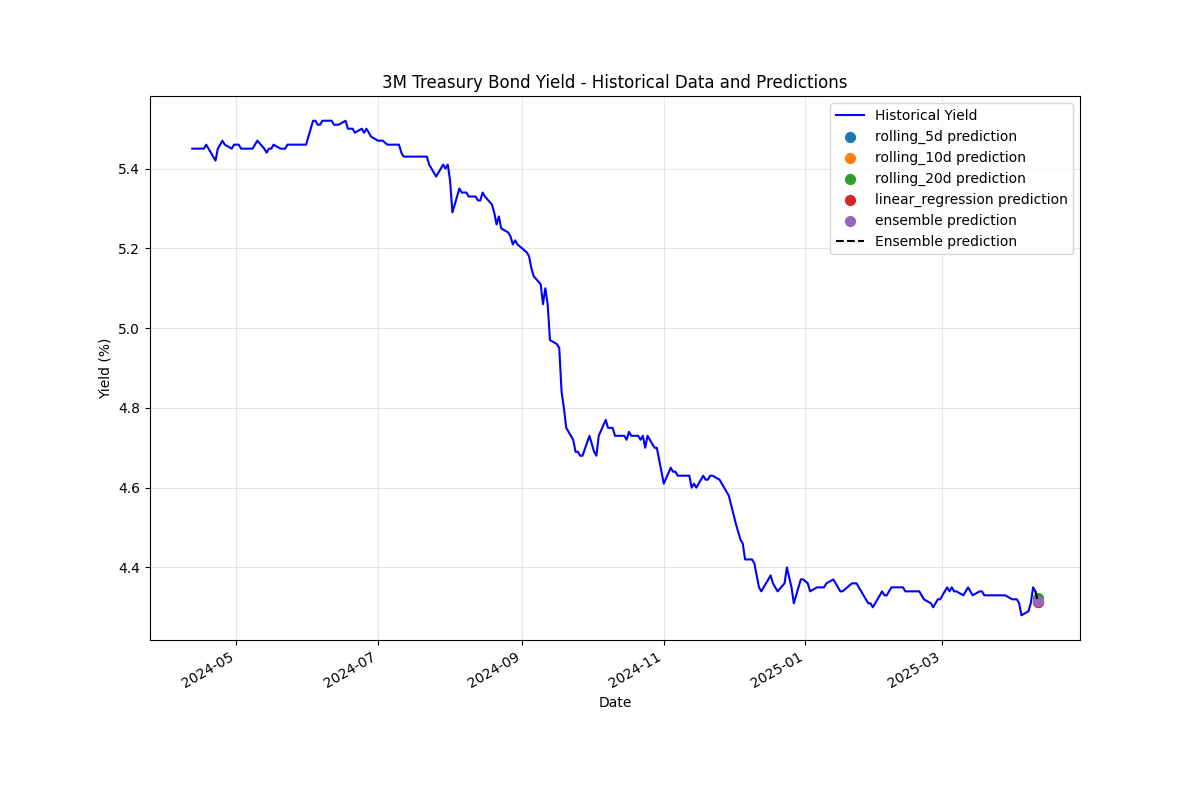 3M Treasury Bond Yield - Historical Data and Predictions
Historical Yield
rolling_5d prediction
rolling_10d prediction
rolling_20d prediction
linear_regression prediction
ensemble prediction
Ensemble prediction
Yield (%)
5.4
5.2
5.0
4.8
4.6
4.4
2024-05
2024-07
2024-09
2024-11
2025-01
2025-03
Date